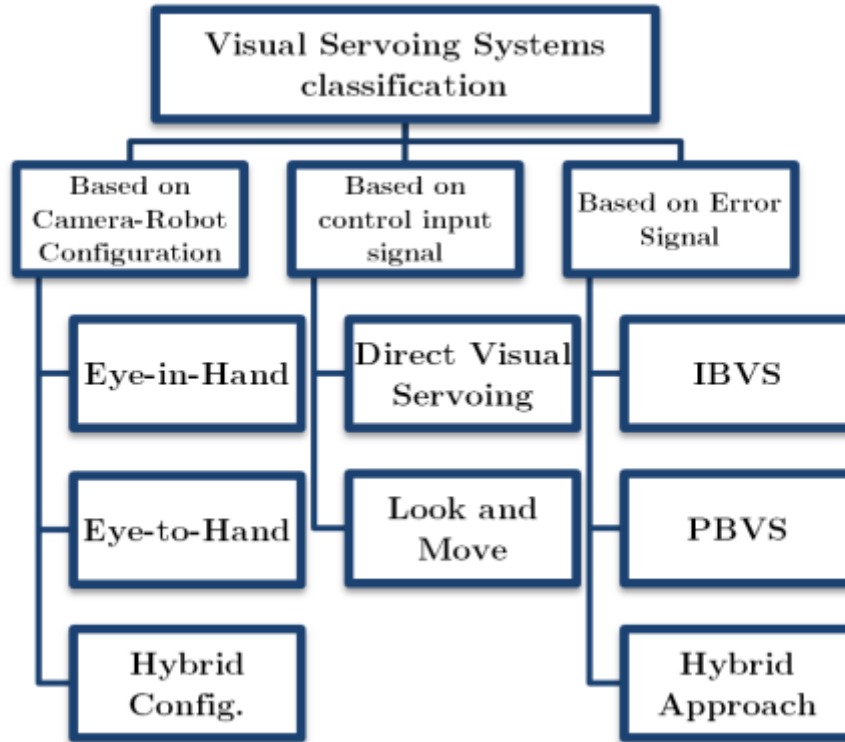 Visual Servoing Systems
classification
Based on
Camera-Robot
Configuration
Eye-in-Hand
Eye-to-Hand
Hybrid
Config.
Based on
control input
signal
Direct Visual
Servoing
Look and
Move
Based on Error
Signal
IBVS
PBVS
Hybrid
Approach